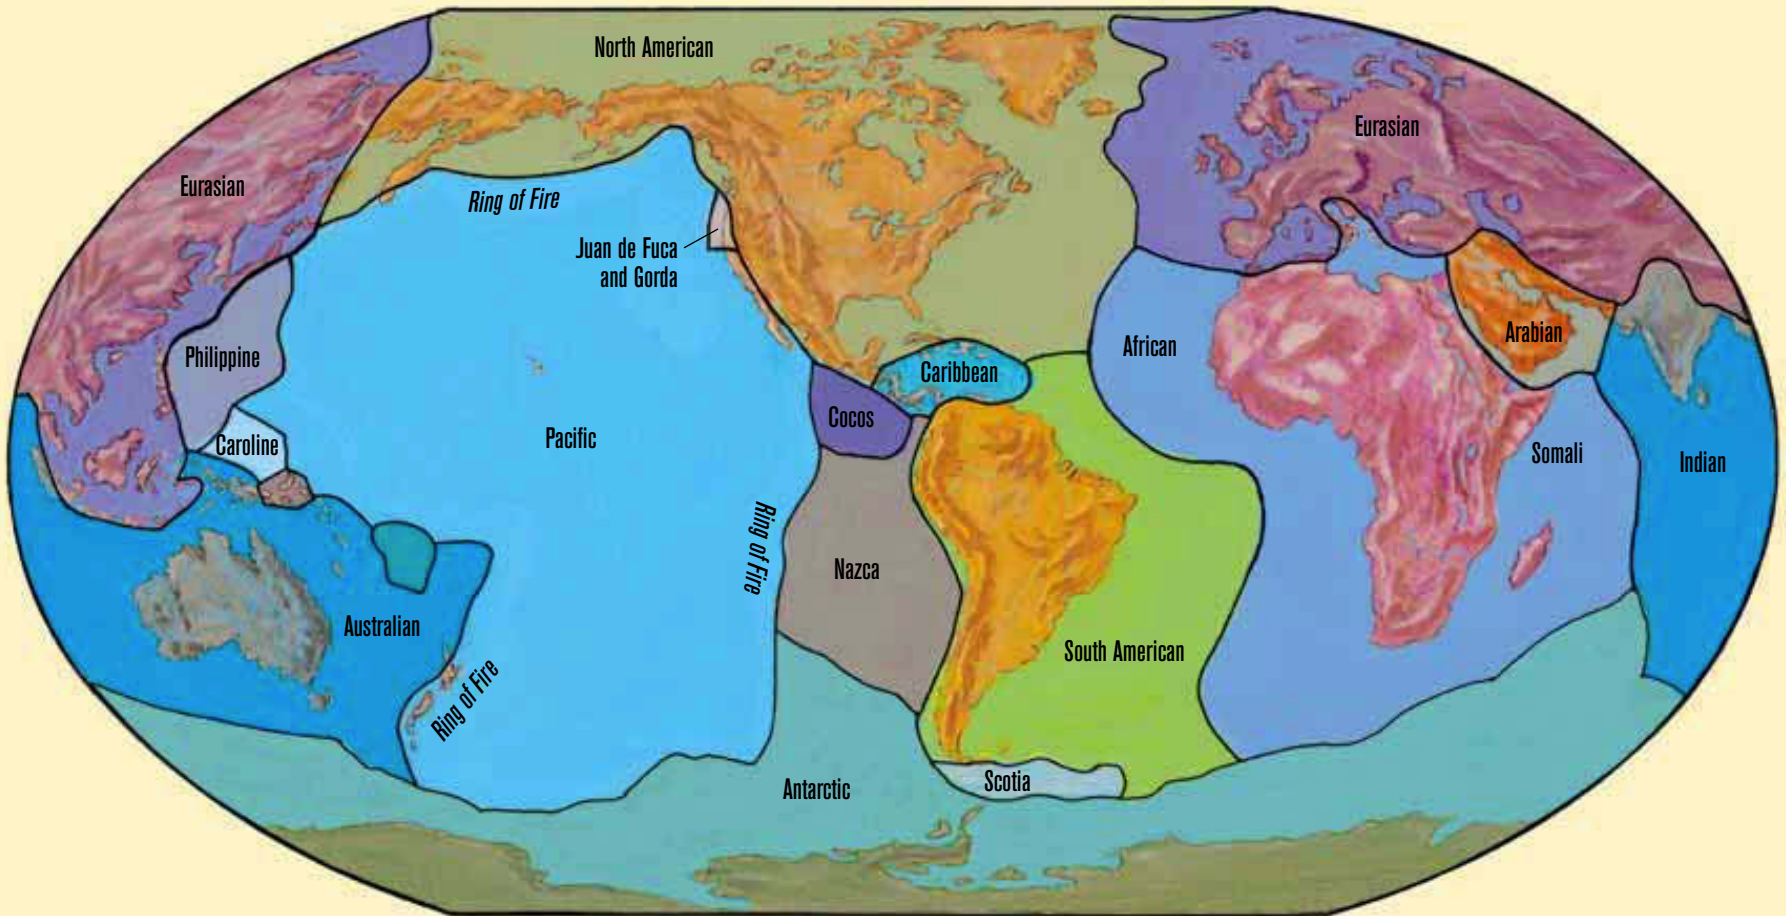 North American
Eurasian
Eurasian
Ring of Fire
Juan de Fuca
and Gorda
Philippine
African
Arabian
Caribbean
Cocos
Pacific
Caroline
Somali
Indian
Ring of Fire
Nazca
Australian
South American
Ring of Fire
Antarctic
Scotia